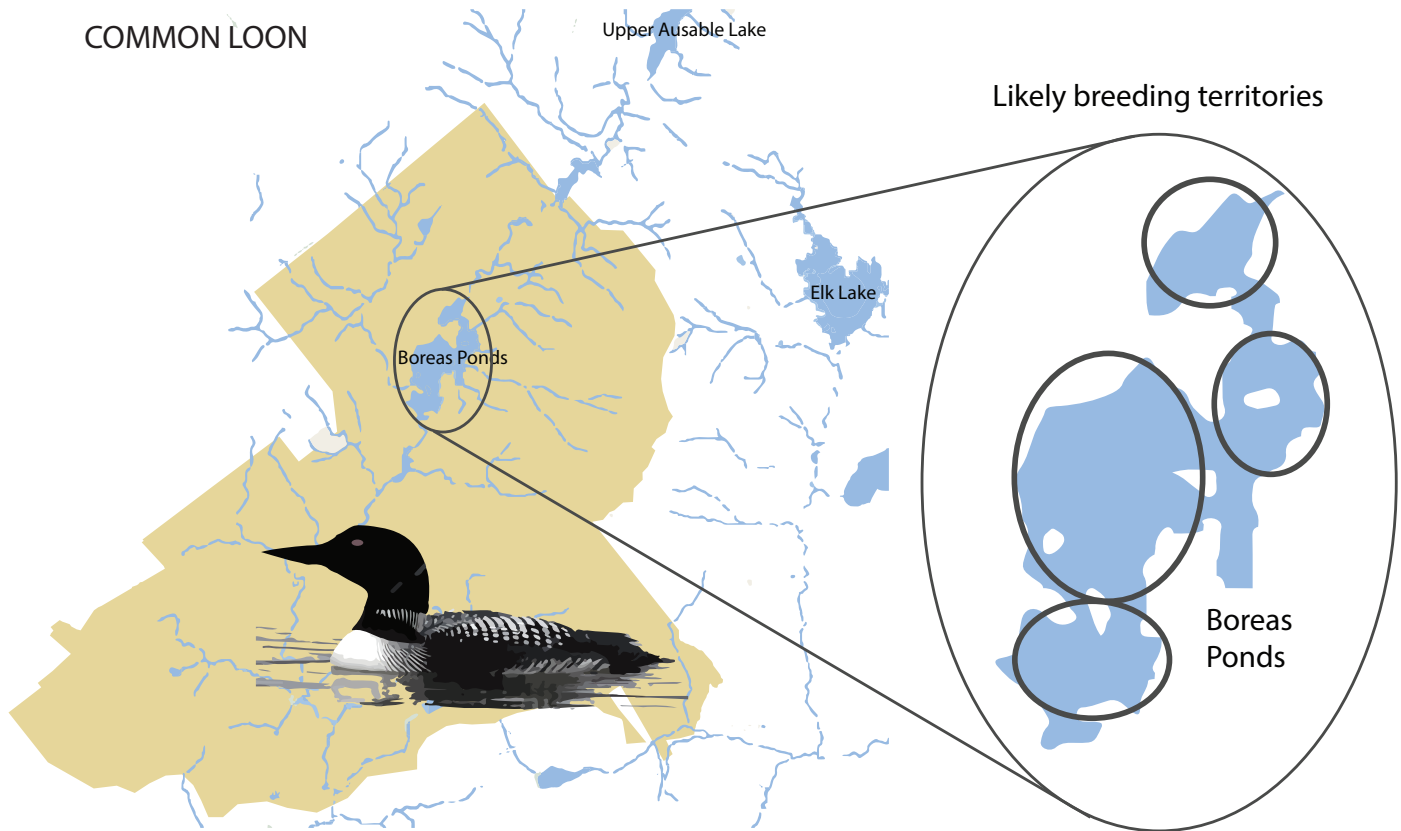 COMMON LOON
Upper Ausable Lake
Likely breeding territories
Elk Lake
Boreas Ponds
Boreas
Ponds